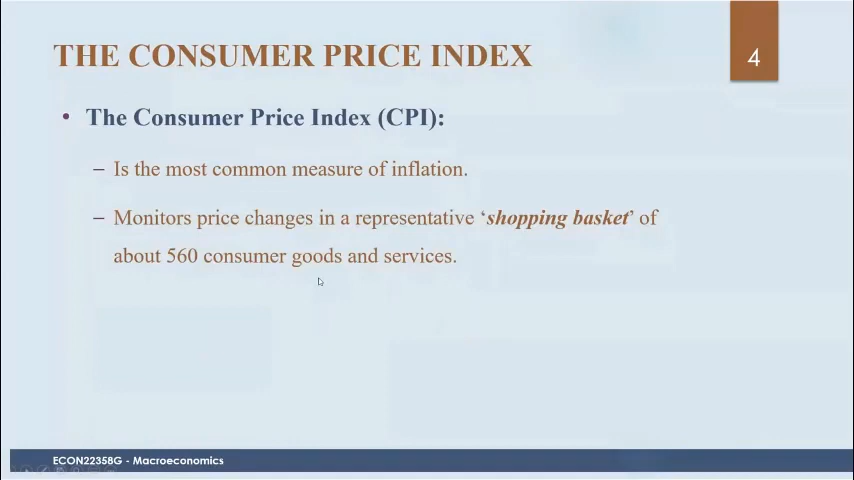 THE CONSUMER PRICE INDEX
4
• The Consumer Price Index (CPI):
– Is the most common measure of inflation.
– Monitors price changes in a representative ‘shopping basket’ of
about 560 consumer goods and services.
ECON22358G - Macroeconomics